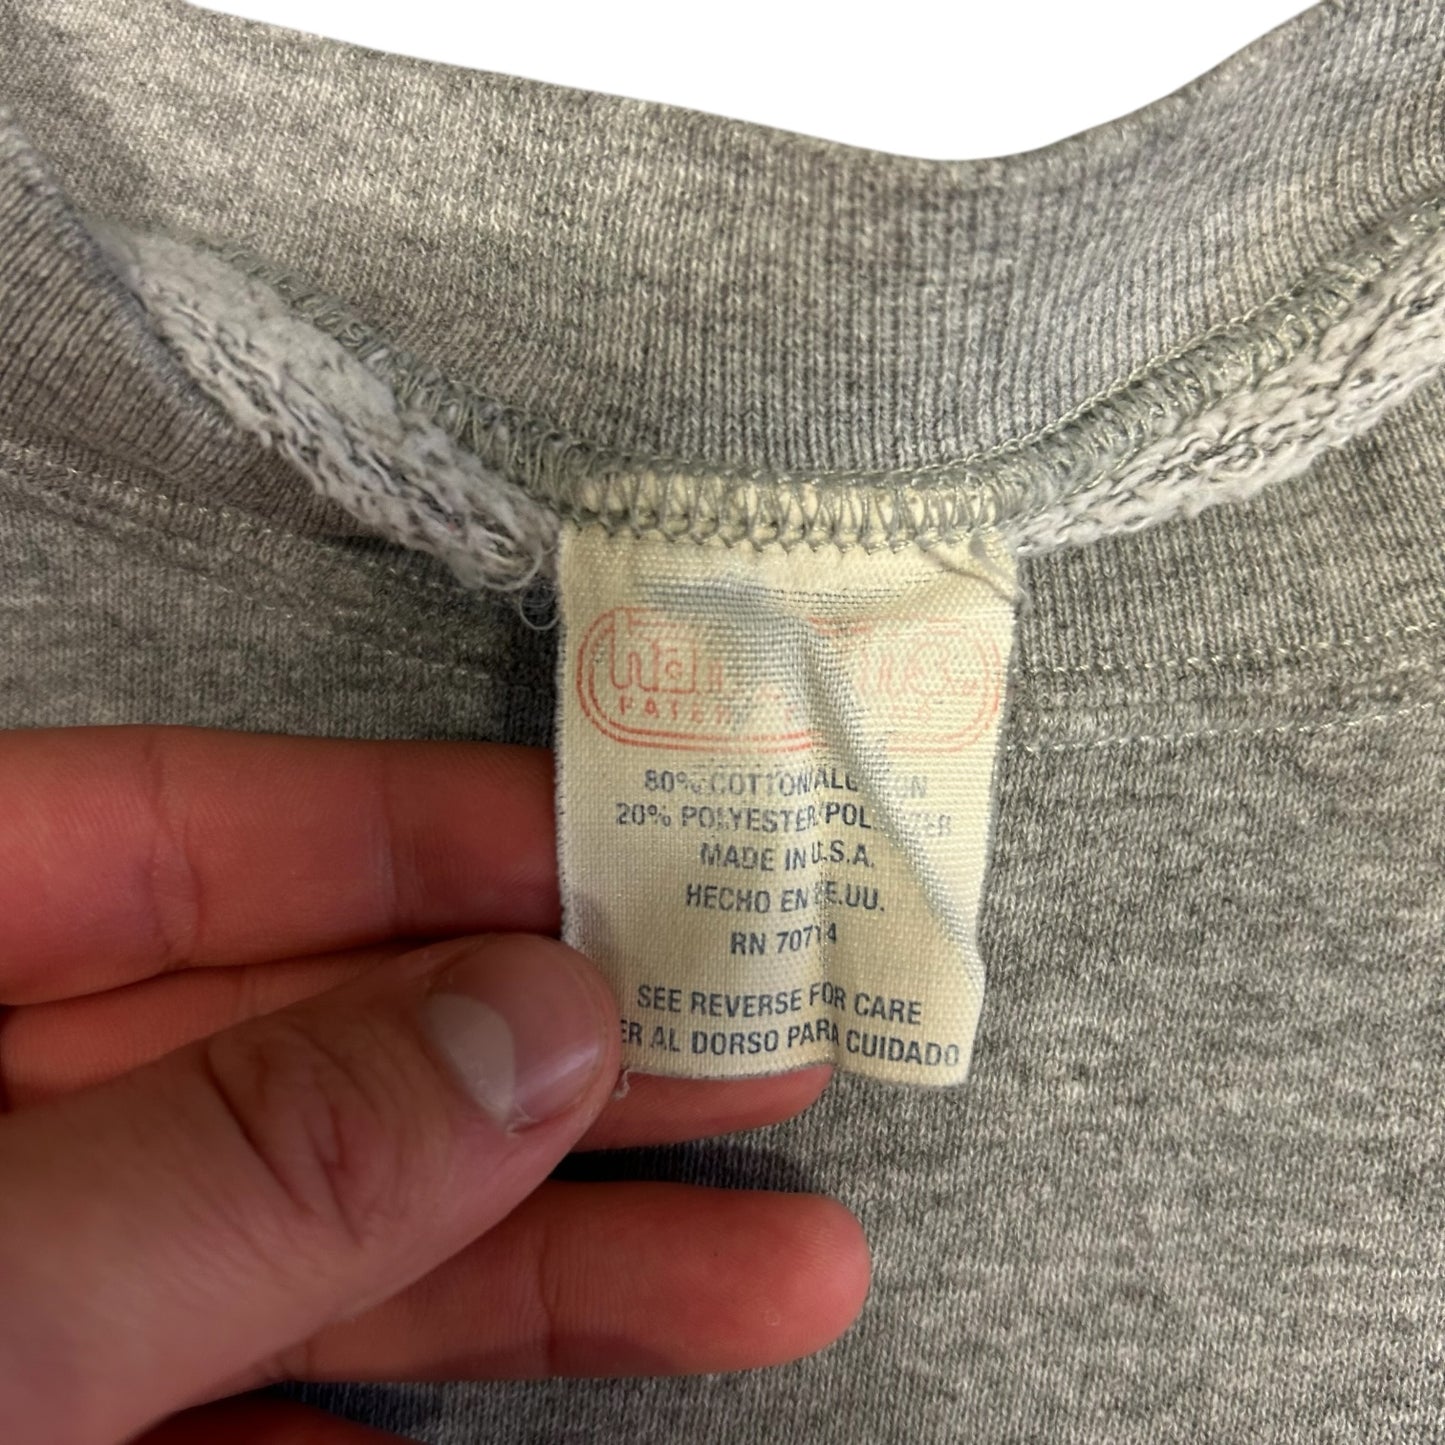 80% COTTON/ALGODON
20% POLYESTER/POLIESTER
MADE IN U.S.A.
HECHO EN EE.UU.
RN 70714
SEE REVERSE FOR CARE
ER AL DORSO PARA CUIDADO